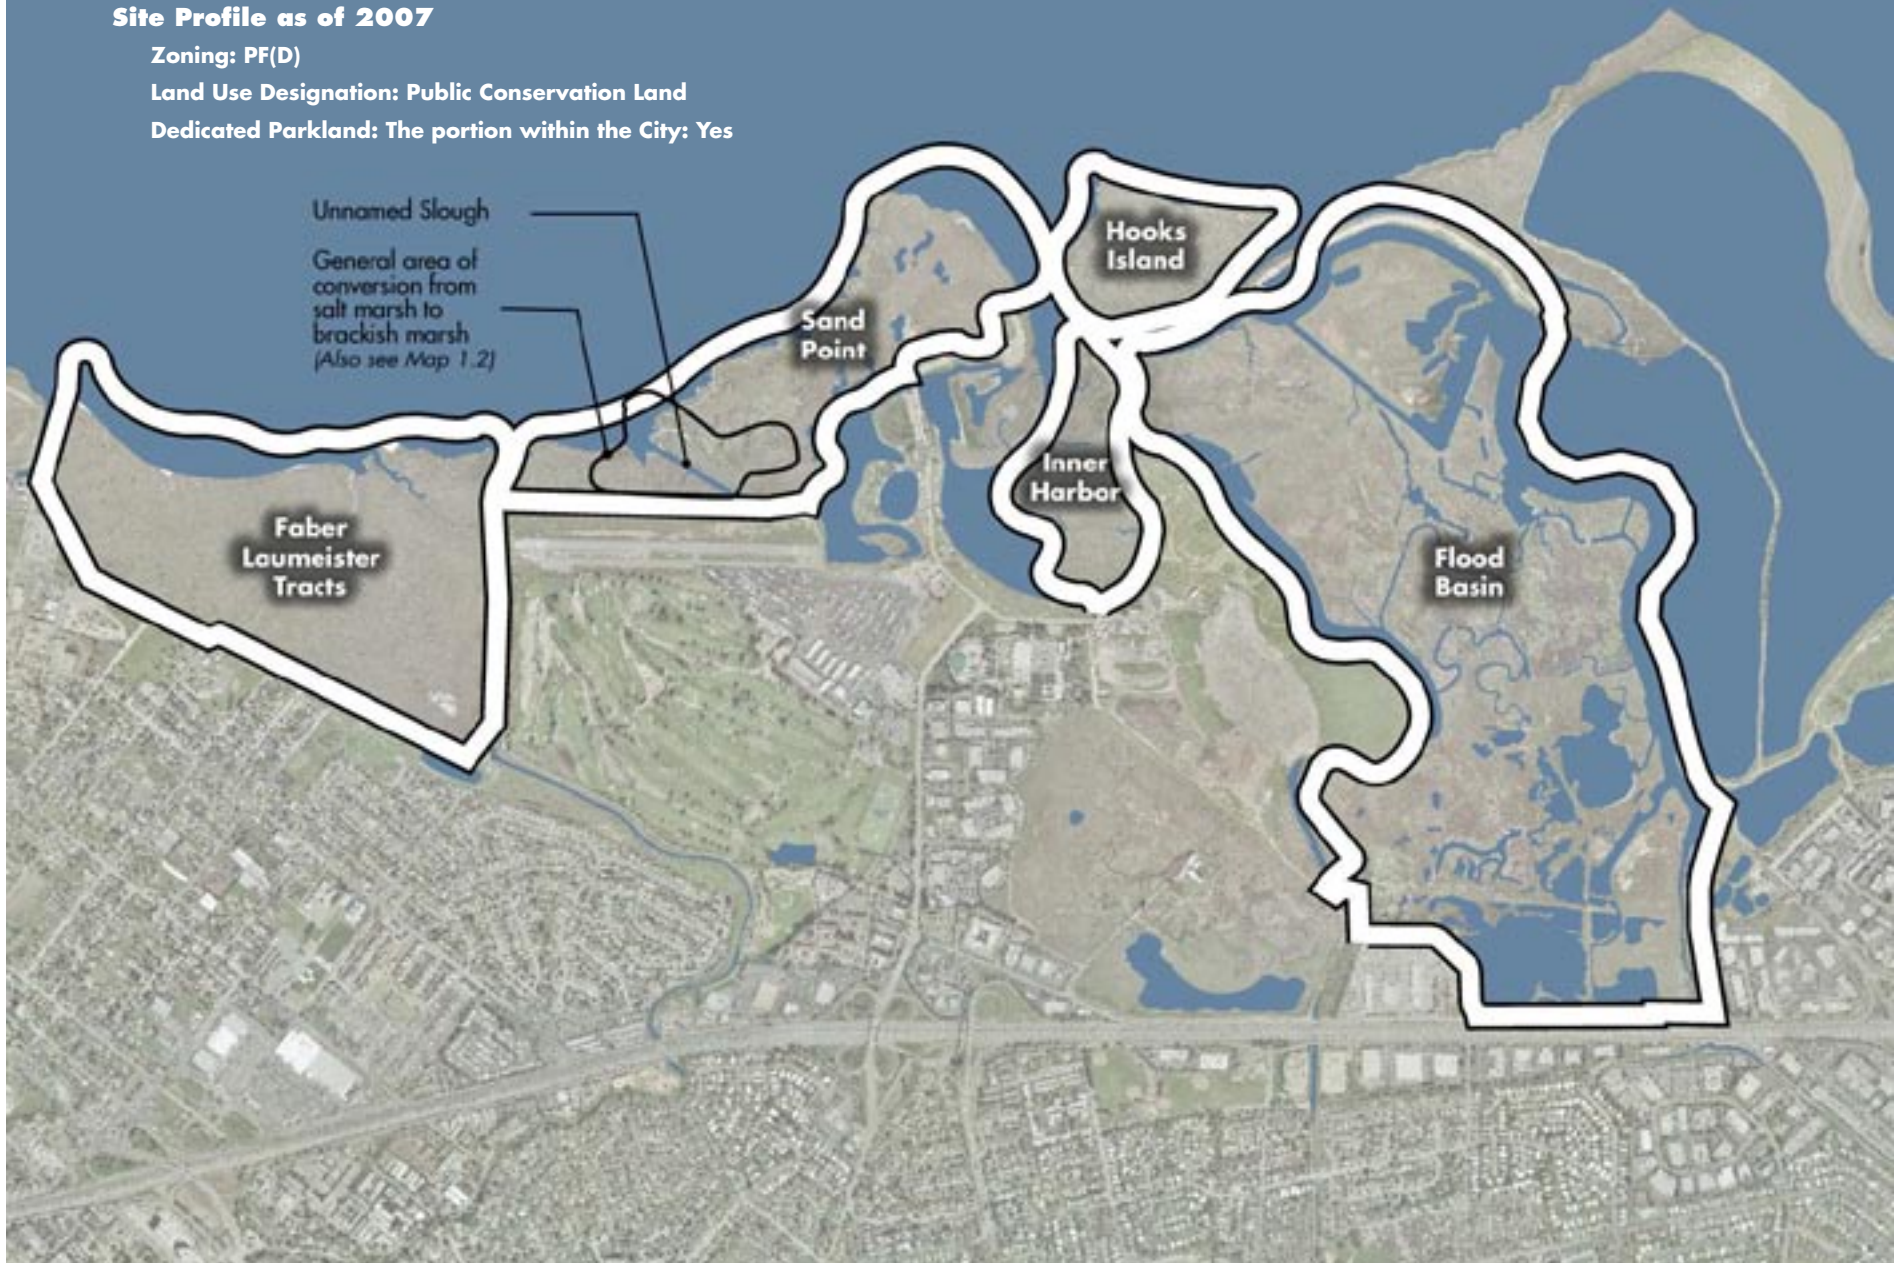 Site Profile as of 2007
Zoning: PF(D)
Land Use Designation: Public Conservation Land
Dedicated Parkland: The portion within the City: Yes
Unnamed Slough
General area of
conversion from
salt marsh to
brackish marsh
(Also see Map 1.2)
Sand
Point
Hooks
Island
Inner
Harbor
Faber
Laumeister
Tracts
Flood
Basin